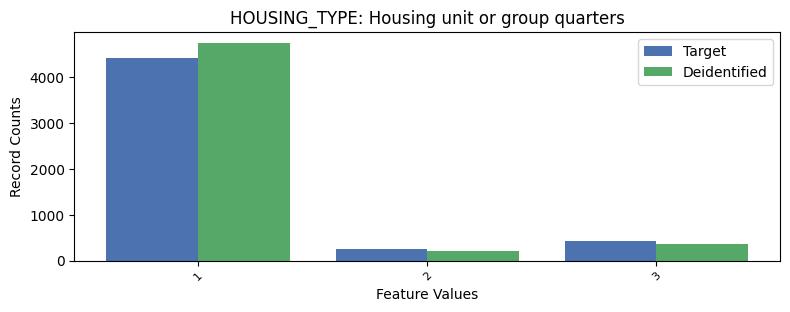 HOUSING_TYPE: Housing unit or group quarters
Target
Deidentified
Record Counts
4000
3000
2000
1000
0
1
2
3
Feature Values